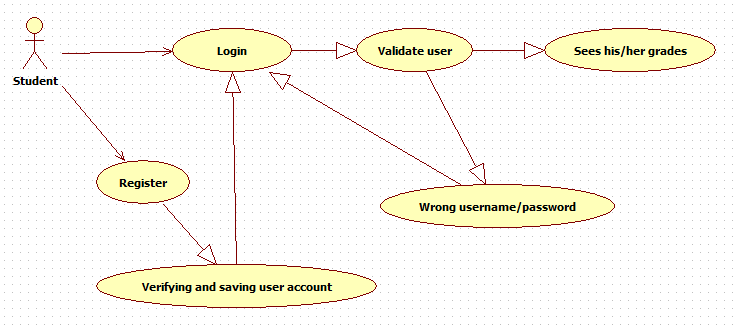 Login
Validate user
Sees his/her grades
Student
Register
Wrong username/password
Verifying and saving user account